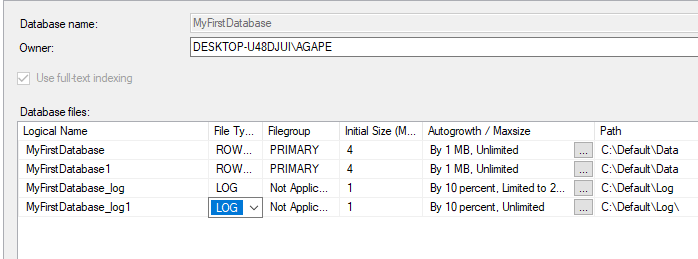 Database name: MyFirstDatabase
Owner: DESKTOP-U48DJUI\AGAPE
Use full-text indexing
Database files:
Logical Name File Ty... Filegroup Initial Size (M... Autogrowth / Maxsize Path
MyFirstDatabase ROW... PRIMARY 4 By 1 MB, Unlimited ... C:\Default\Data
MyFirstDatabase1 ROW... PRIMARY 4 By 1 MB, Unlimited ... C:\Default\Data
MyFirstDatabase_log LOG Not Applic... 1 By 10 percent, Limited to 2... ... C:\Default\Log
MyFirstDatabase_log1 LOG Not Applic... 1 By 10 percent, Unlimited ... C:\Default\Log\